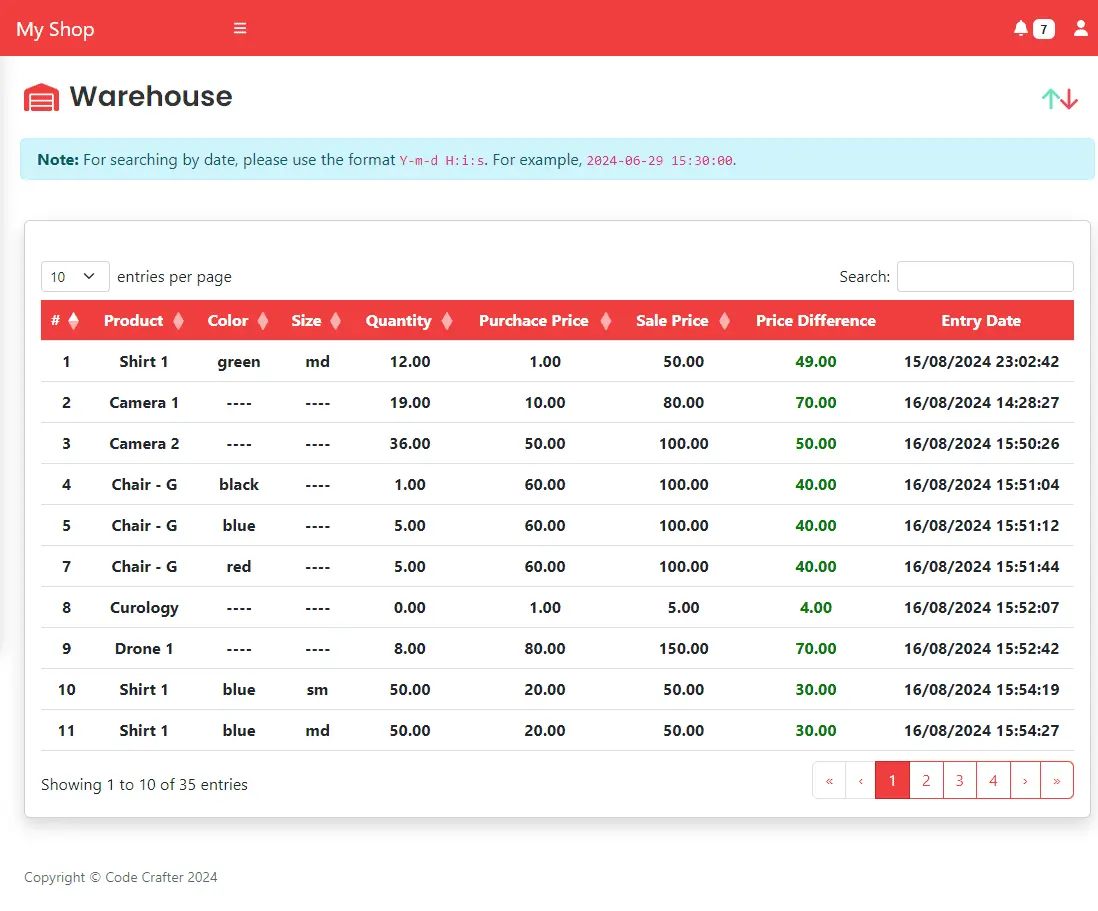 My Shop 7
Warehouse
Note: For searching by date, please use the format Y-m-d H:i:s. For example, 2024-06-29 15:30:00.
10 entries per page Search:
# Product Color Size Quantity Purchace Price Sale Price Price Difference Entry Date
1 Shirt 1 green md 12.00 1.00 50.00 49.00 15/08/2024 23:02:42
2 Camera 1 ---- ---- 19.00 10.00 80.00 70.00 16/08/2024 14:28:27
3 Camera 2 ---- ---- 36.00 50.00 100.00 50.00 16/08/2024 15:50:26
4 Chair - G black ---- 1.00 60.00 100.00 40.00 16/08/2024 15:51:04
5 Chair - G blue ---- 5.00 60.00 100.00 40.00 16/08/2024 15:51:12
7 Chair - G red ---- 5.00 60.00 100.00 40.00 16/08/2024 15:51:44
8 Curology ---- ---- 0.00 1.00 5.00 4.00 16/08/2024 15:52:07
9 Drone 1 ---- ---- 8.00 80.00 150.00 70.00 16/08/2024 15:52:42
10 Shirt 1 blue sm 50.00 20.00 50.00 30.00 16/08/2024 15:54:19
11 Shirt 1 blue md 50.00 20.00 50.00 30.00 16/08/2024 15:54:27
Showing 1 to 10 of 35 entries « ‹ 1 2 3 4 › »
Copyright © Code Crafter 2024